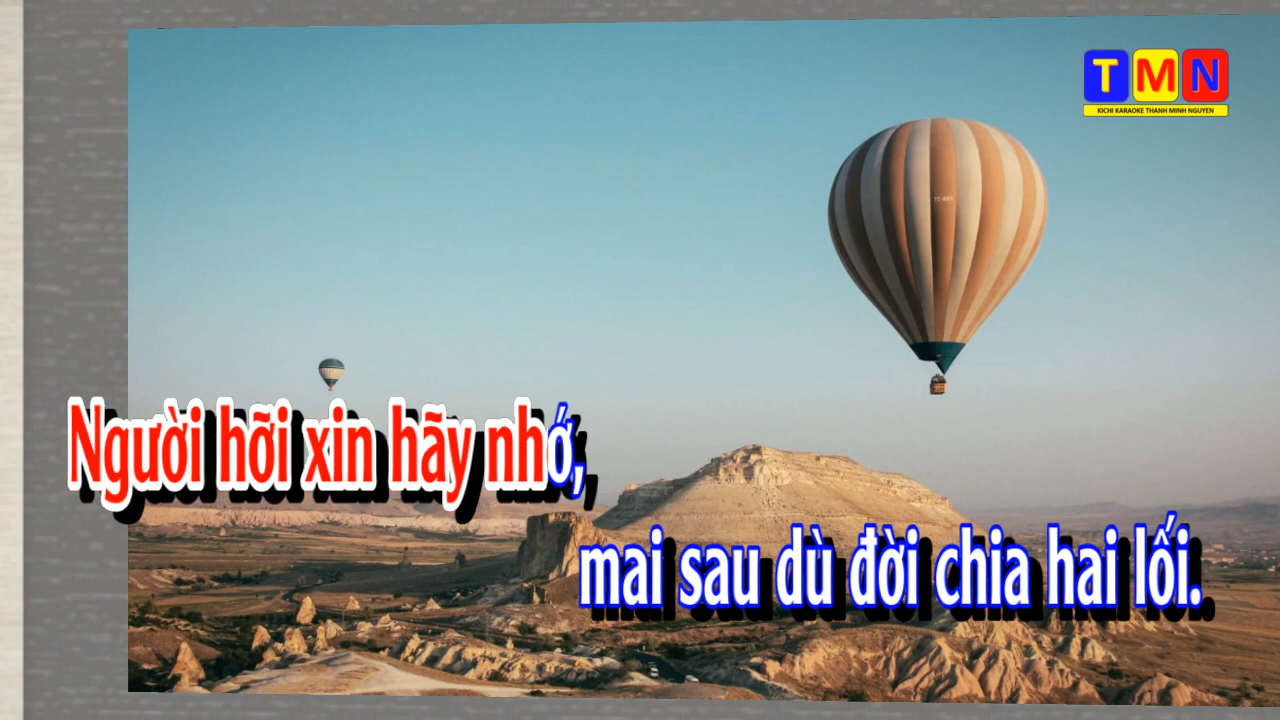 TMN
KICHI KARAOKE THANH MINH NGUYEN
Người hỡi xin hãy nhớ,
mai sau dù đời chia hai lối.